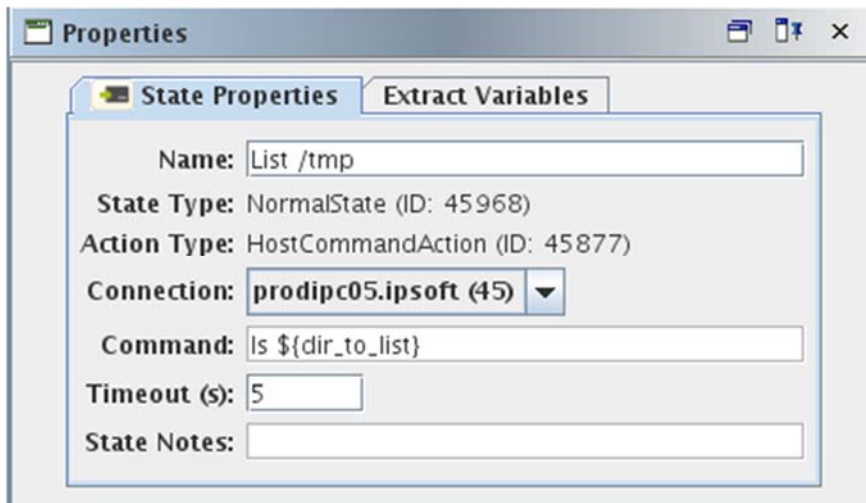 Properties
State Properties Extract Variables
Name: List /tmp
State Type: NormalState (ID: 45968)
Action Type: HostCommandAction (ID: 45877)
Connection: prodipc05.ipsoft (45)
Command: ls ${dir_to_list}
Timeout (s): 5
State Notes: